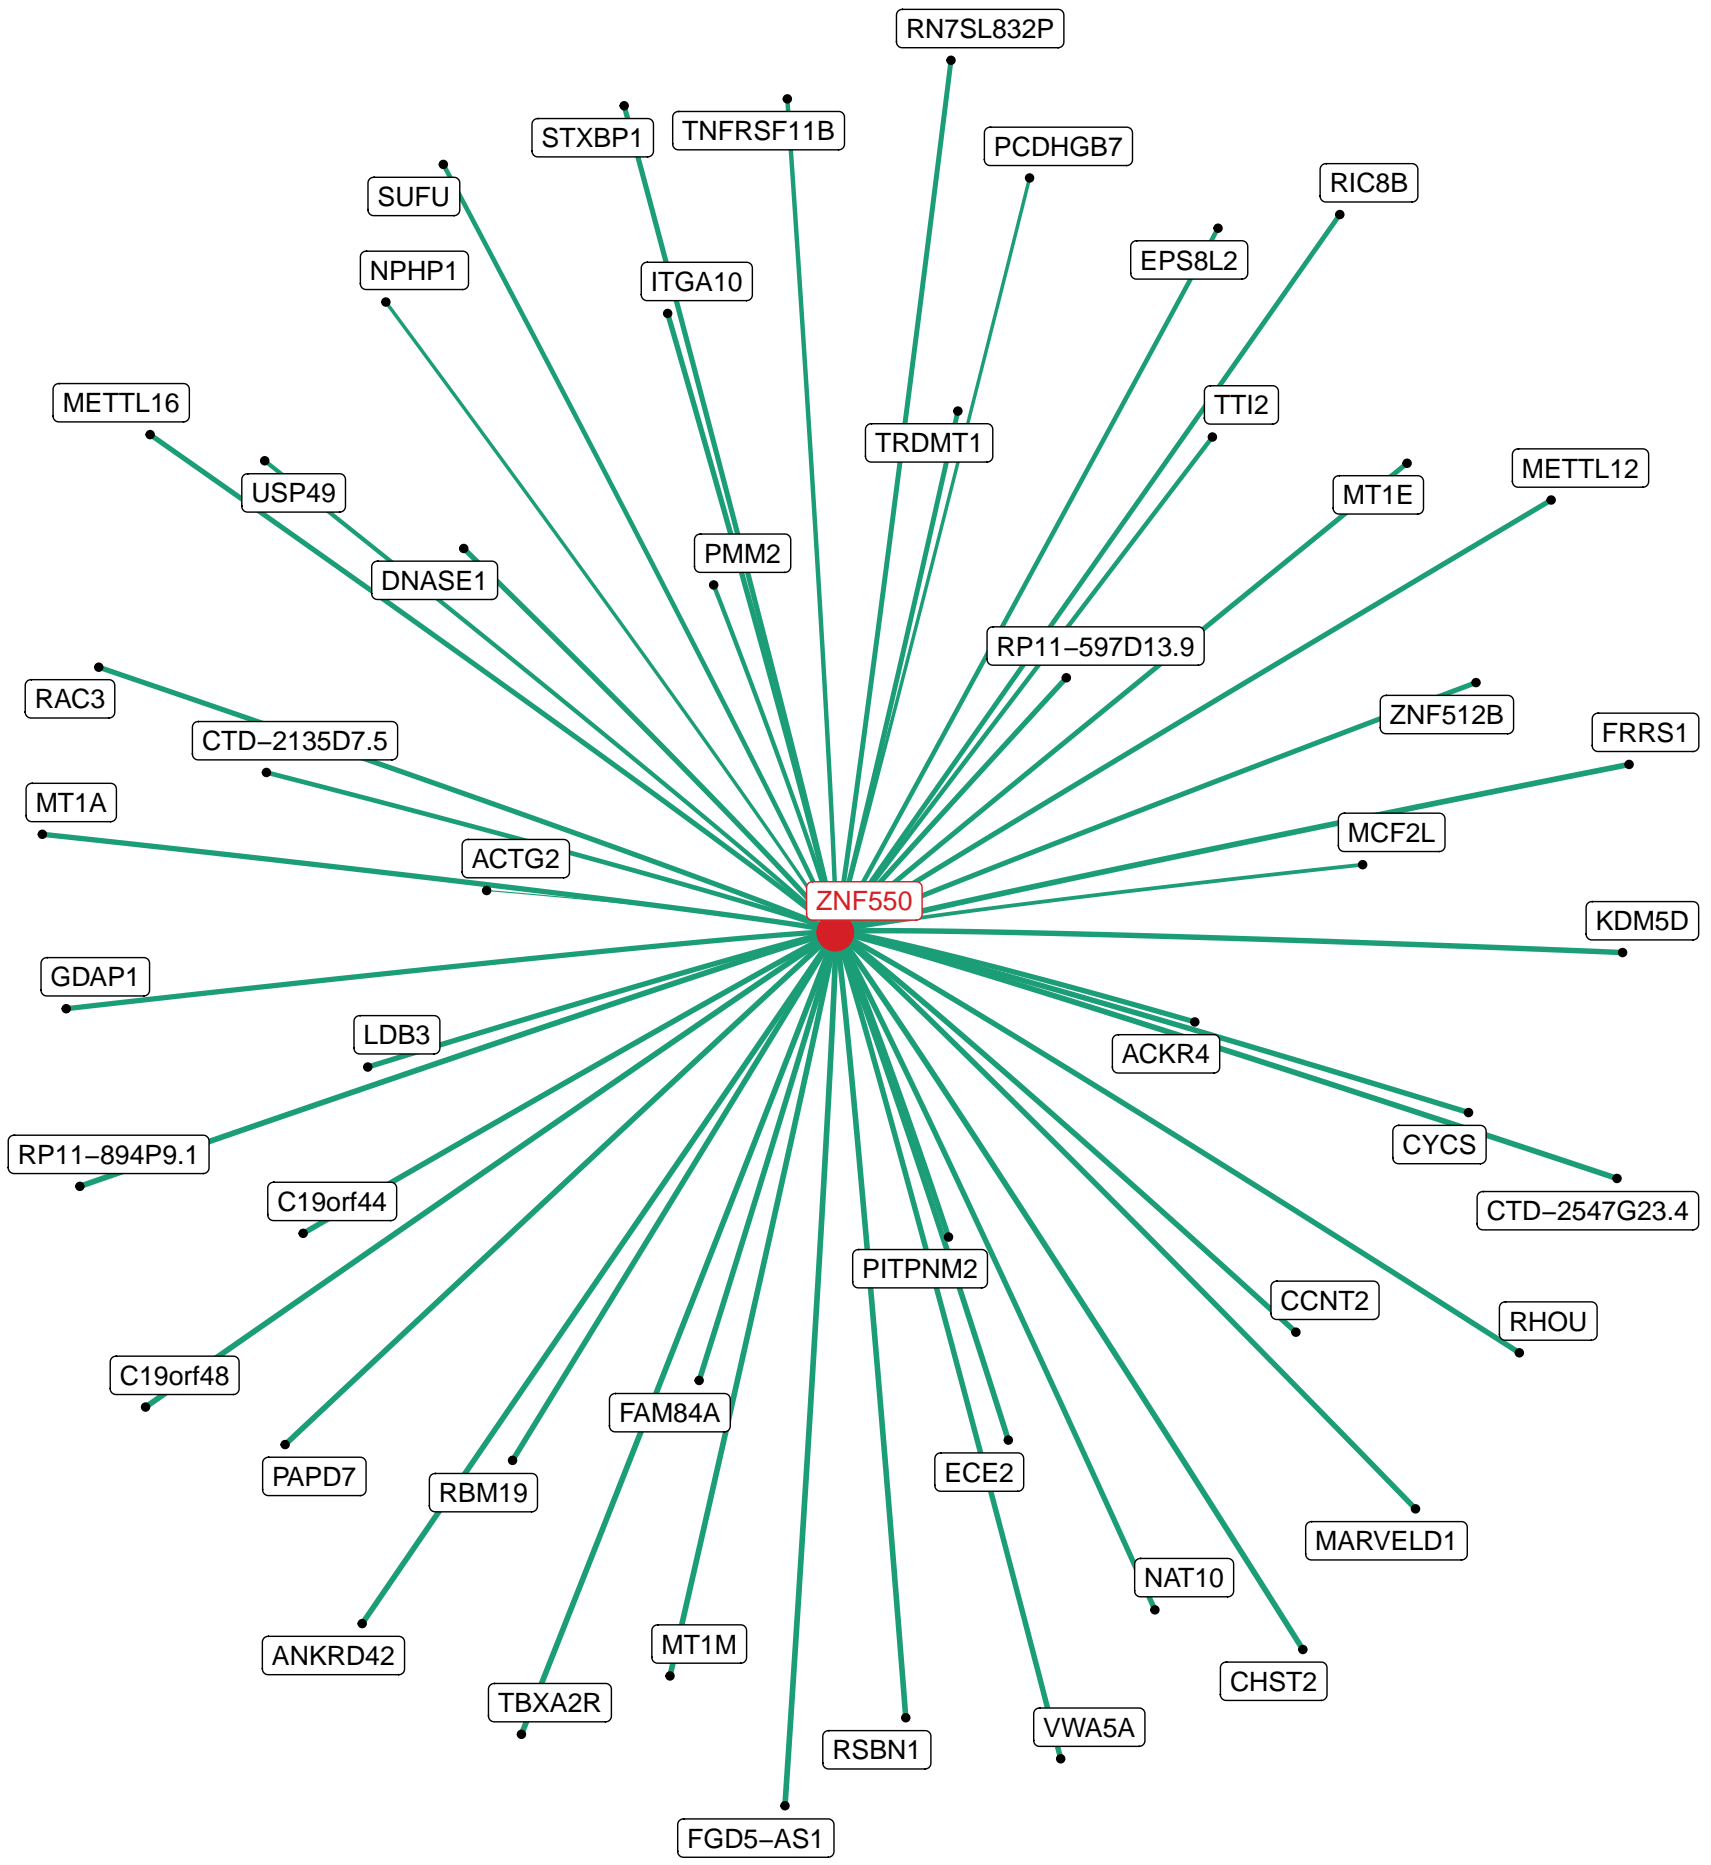 RN7SL832P
STXBP1
TNFRSF11B
PCDHGB7
RIC8B
SUFU
EPS8L2
NPHP1
ITGA10
METTL16
TTI2
TRDMT1
METTL12
USP49
MT1E
PMM2
DNASE1
RP11−597D13.9
RAC3
ZNF512B
FRRS1
CTD−2135D7.5
MT1A
MCF2L
ACTG2
ZNF550
KDM5D
GDAP1
LDB3
ACKR4
RP11−894P9.1
CYCS
C19orf44
CTD−2547G23.4
PITPNM2
CCNT2
RHOU
C19orf48
FAM84A
PAPD7
ECE2
RBM19
MARVELD1
NAT10
MT1M
ANKRD42
CHST2
TBXA2R
VWA5A
RSBN1
FGD5−AS1